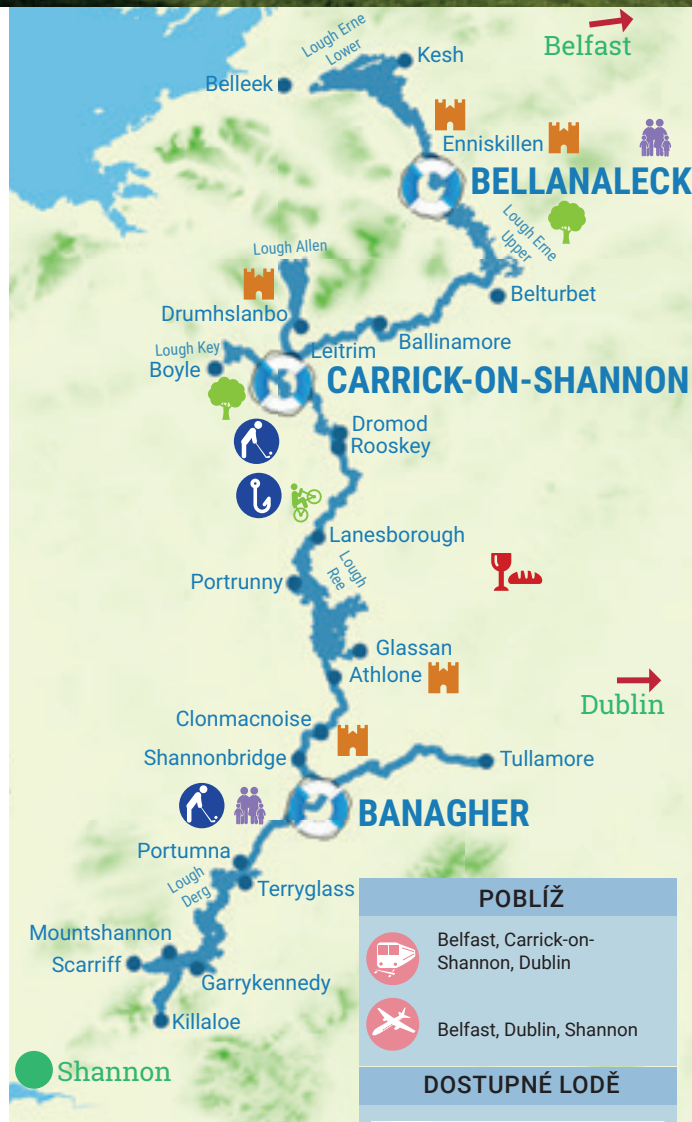 Belfast
Lough Erne
Lower
Kesh
Belleek
Enniskillen
BELLANALECK
Lough Erne
Upper
Lough Allen
Belturbet
Drumhslanbo
Ballinamore
Lough Key
Leitrim
Boyle
CARRICK-ON-SHANNON
Dromod
Rooskey
Lanesborough
Lough
Ree
Portrunny
Glassan
Athlone
Dublin
Clonmacnoise
Shannonbridge
Tullamore
BANAGHER
Portumna
Lough
Derg
Terryglass
Mountshannon
Scarriff
Garrykennedy
Killaloe
Shannon
POBLÍŽ
Belfast, Carrick-on-
Shannon, Dublin
Belfast, Dublin, Shannon
DOSTUPNÉ LODĚ